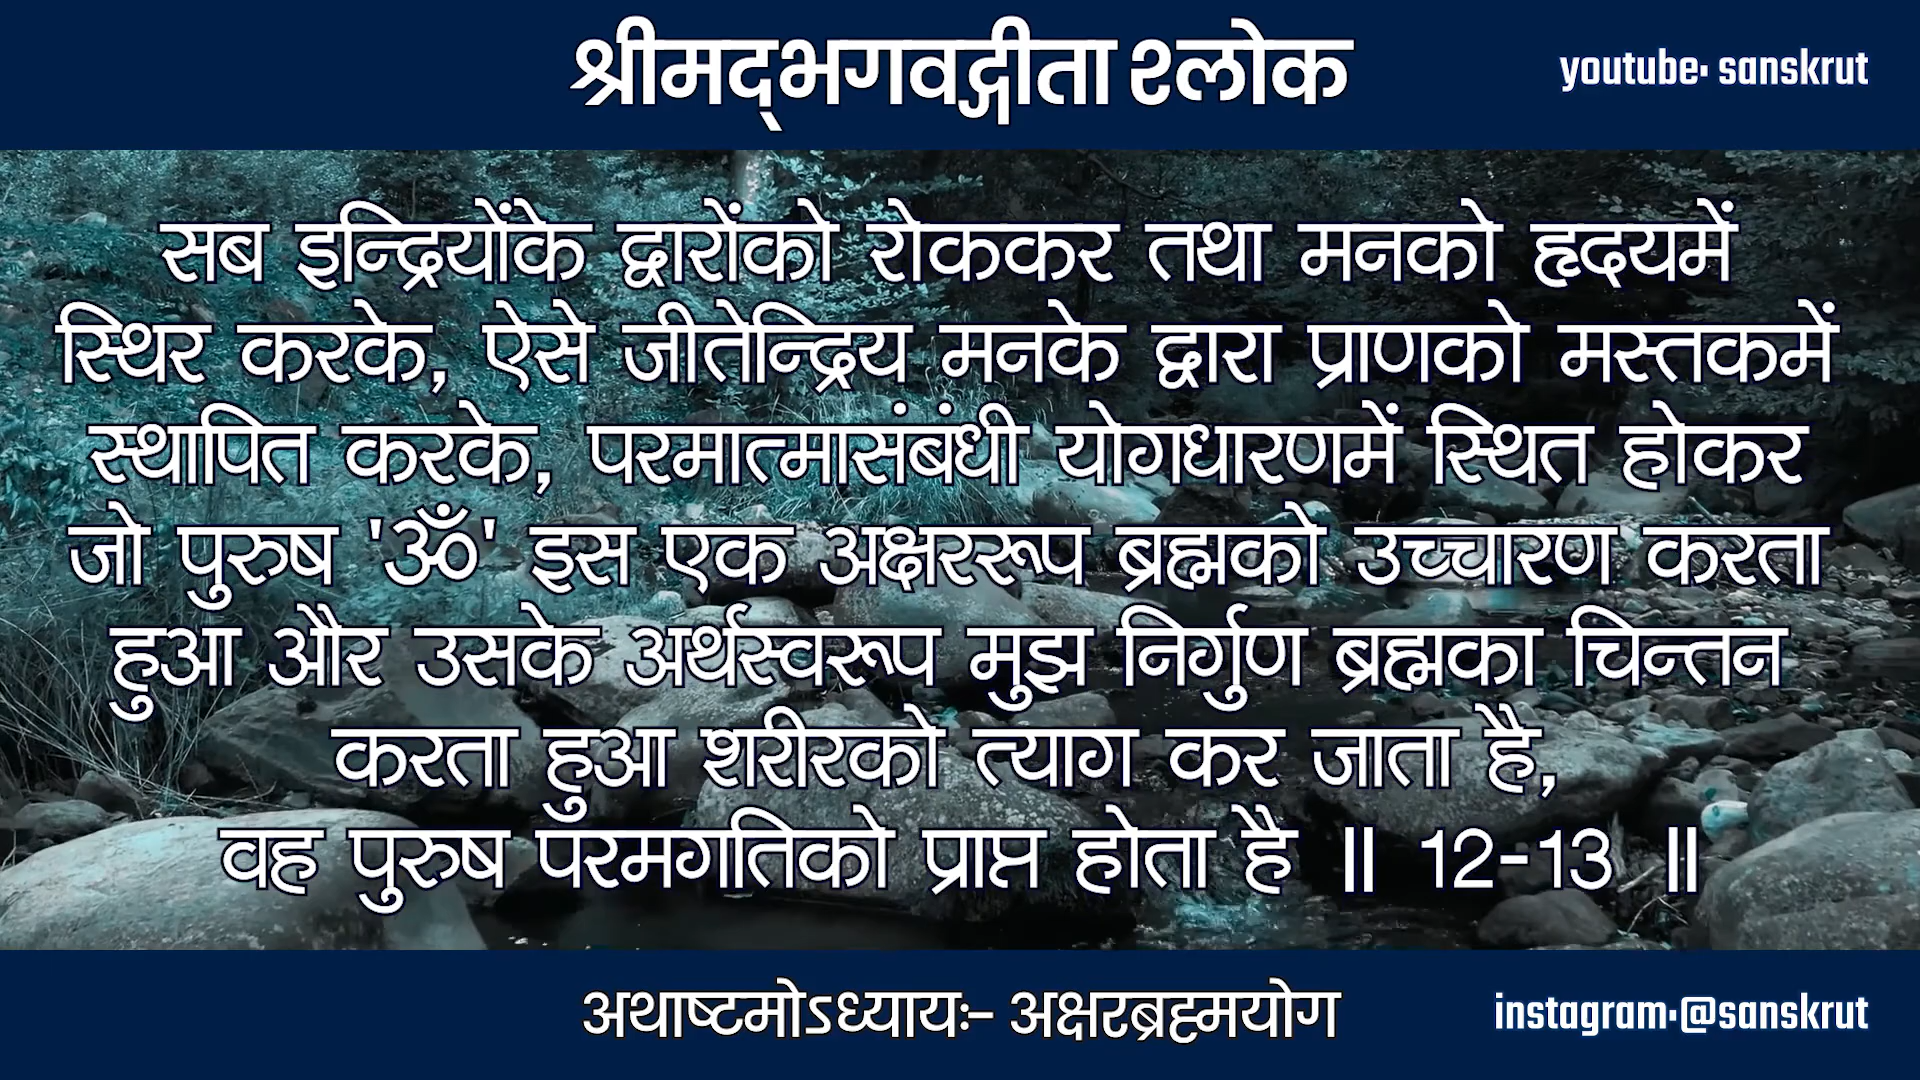 श्रीमद्भगवद्गीता श्लोक
youtube: sanskrut
सब इन्द्रियोंके द्वारोंको रोककर तथा मनको हृदयमें
स्थिर करके, ऐसे जीतेन्द्रिय मनके द्वारा प्राणको मस्तकमें
स्थापित करके, परमात्मासंबंधी योगधारणमें स्थित होकर
जो पुरुष 'ॐ' इस एक अक्षररूप ब्रह्मको उच्चारण करता
हुआ और उसके अर्थस्वरूप मुझ निर्गुण ब्रह्मका चिन्तन
करता हुआ शरीरको त्याग कर जाता है,
वह पुरुष परमगतिको प्राप्त होता है ॥ 12-13 ॥
अथाष्टमोऽध्यायः- अक्षरब्रह्मयोग
instagram:@sanskrut